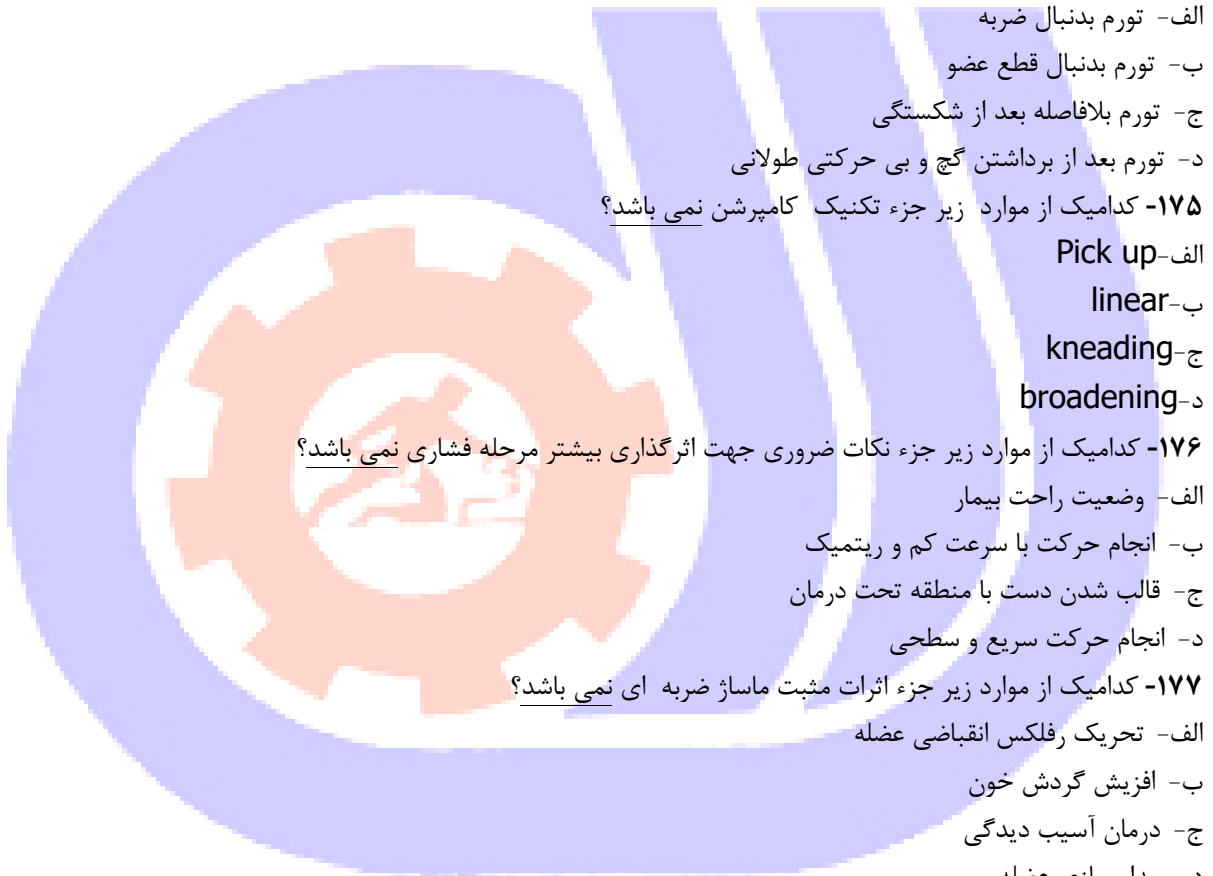 الف- تورم بدنبال ضربه
ب- تورم بدنبال قطع عضو
ج- تورم بلافاصله بعد از شکستگی
د- تورم بعد از برداشتن گچ و بی حرکتی طولانی
۱۷۵- کدامیک از موارد زیر جزء تکنیک کامپرشن نمی باشد؟
الف-Pick up
ب-linear
ج-kneading
د-broadening
۱۷۶- کدامیک از موارد زیر جزء نکات ضروری جهت اثرگذاری بیشتر مرحله فشاری نمی باشد؟
الف- وضعیت راحت بیمار
ب- انجام حرکت با سرعت کم و ریتمیک
ج- قالب شدن دست با منطقه تحت درمان
د- انجام حرکت سریع و سطحی
۱۷۷- کدامیک از موارد زیر جزء اثرات مثبت ماساژ ضربه ای نمی باشد؟
الف- تحریک رفلکس انقباضی عضله
ب- افزیش گردش خون
ج- درمان آسیب دیدگی